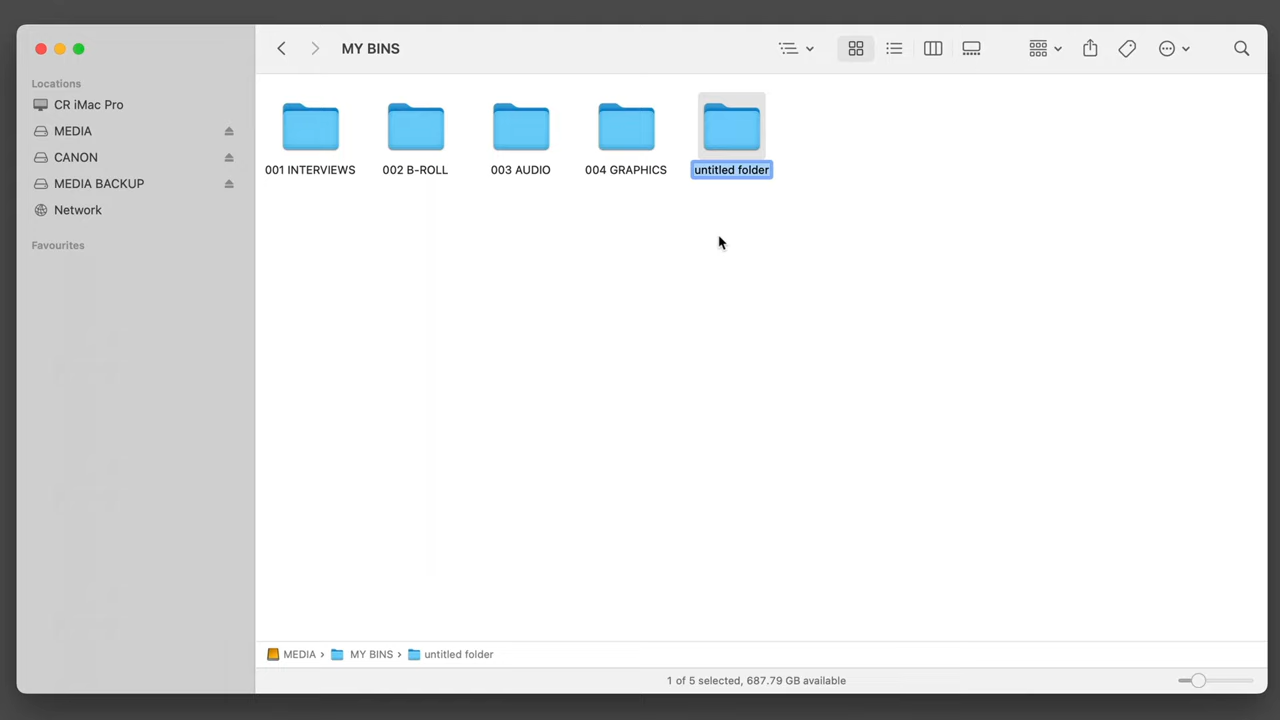 MY BINS
Locations
CR iMac Pro
MEDIA
CANON
MEDIA BACKUP
Network
Favourites
001 INTERVIEWS
002 B-ROLL
003 AUDIO
004 GRAPHICS
untitled folder
MEDIA › MY BINS › untitled folder
1 of 5 selected, 687.79 GB available